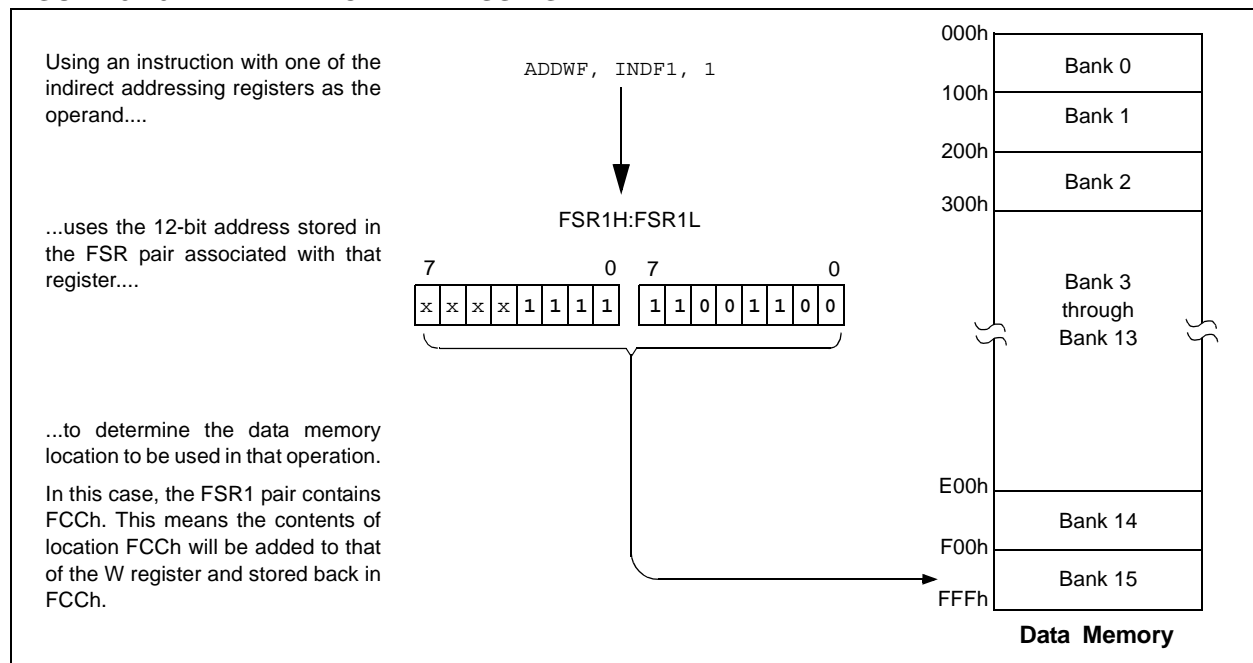 Using an instruction with one of the
indirect addressing registers as the
operand....
ADDWF, INDF1, 1
...uses the 12-bit address stored in
the FSR pair associated with that
register....
FSR1H:FSR1L
7 0 7 0
x x x x 1 1 1 1 1 1 0 0 1 1 0 0
...to determine the data memory
location to be used in that operation.
In this case, the FSR1 pair contains
FCCh. This means the contents of
location FCCh will be added to that
of the W register and stored back in
FCCh.
000h
Bank 0
100h
Bank 1
200h
Bank 2
300h
Bank 3
through
Bank 13
E00h
Bank 14
F00h
Bank 15
FFFh
Data Memory